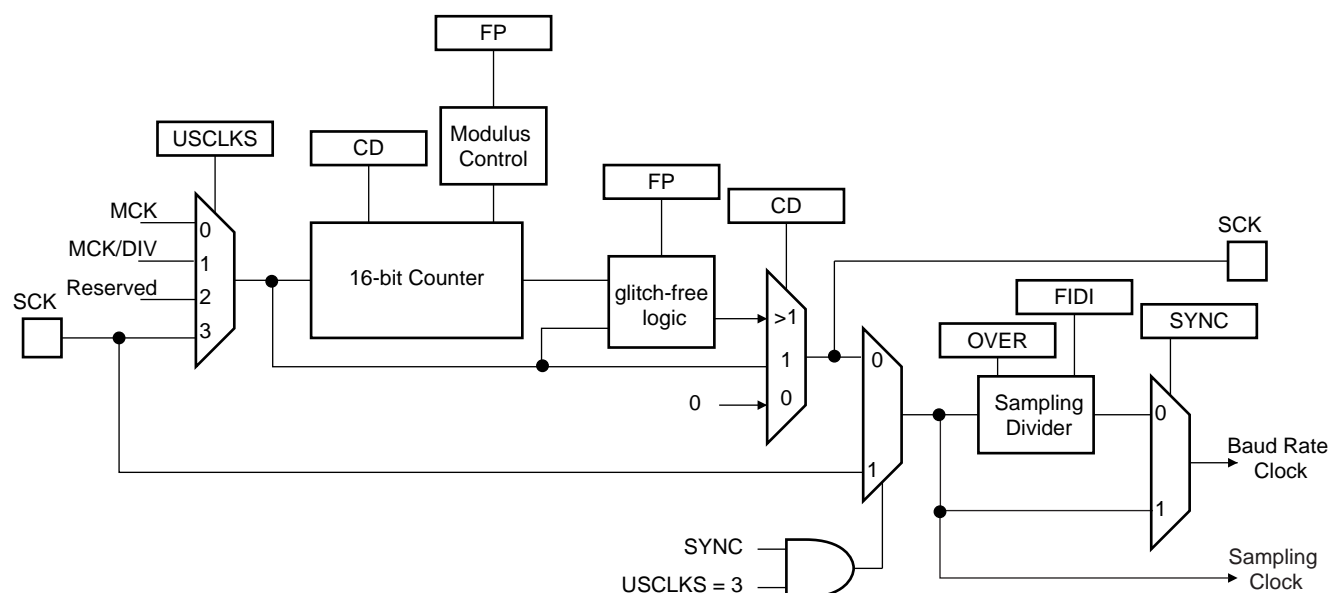 FP
USCLKS
CD
Modulus
Control
FP
CD
MCK
0
MCK/DIV
1
Reserved
2
SCK
3
16-bit Counter
glitch-free
logic
>1
1
0
0
SCK
FIDI
OVER
SYNC
0
Sampling
Divider
0
Baud Rate
Clock
1
1
SYNC
USCLKS = 3
Sampling
Clock